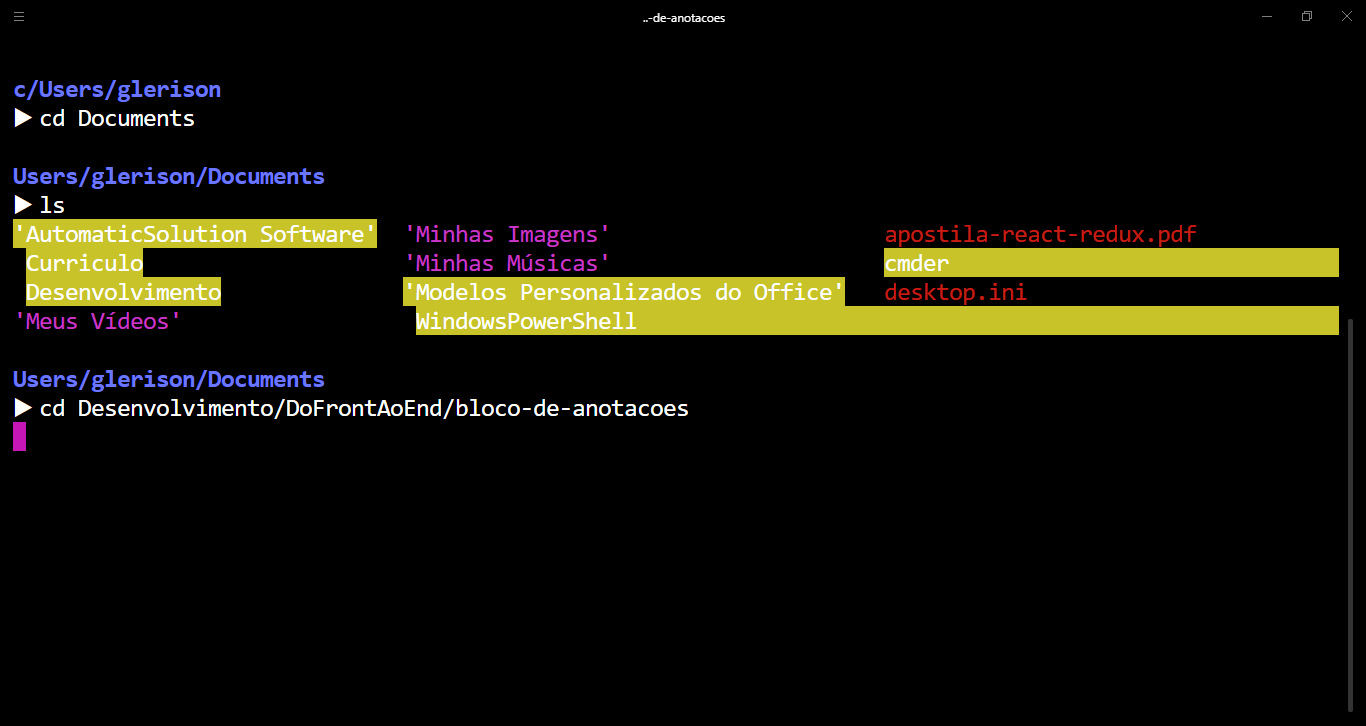 ..-de-anotacoes
c/Users/glerison
▶ cd Documents
Users/glerison/Documents
▶ ls
'AutomaticSolution Software' 'Minhas Imagens' apostila-react-redux.pdf
Curriculo 'Minhas Músicas' cmder
Desenvolvimento 'Modelos Personalizados do Office' desktop.ini
'Meus Vídeos' WindowsPowerShell
Users/glerison/Documents
▶ cd Desenvolvimento/DoFrontAoEnd/bloco-de-anotacoes